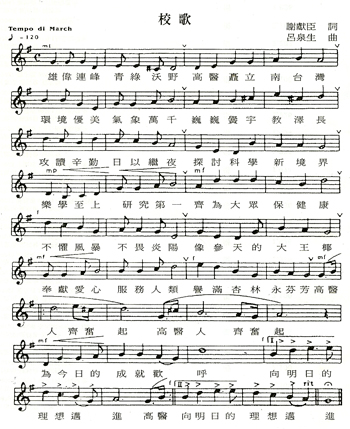 校歌
謝獻臣 詞
呂泉生 曲
Tempo di March
♩=120
mf
雄偉連峰 青綠沃野 高醫矗立 南台灣
環境優美 氣象萬千 巍巍黌宇 教澤長
攻讀辛勤 日以繼夜 探討科學 新境界
mp mf
樂學至上 研究第一 齊為大眾 保健康
f
不懼風暴 不畏炎陽 像參天的 大王椰
mf f
奉獻愛心 服務人類 譽滿杏林 永芬芳 高醫
人齊奮起 高醫人 齊奮起
mf f
為今日的 成就歡呼 向明日的
rit
理想邁進 高醫 向明日的 理想邁進